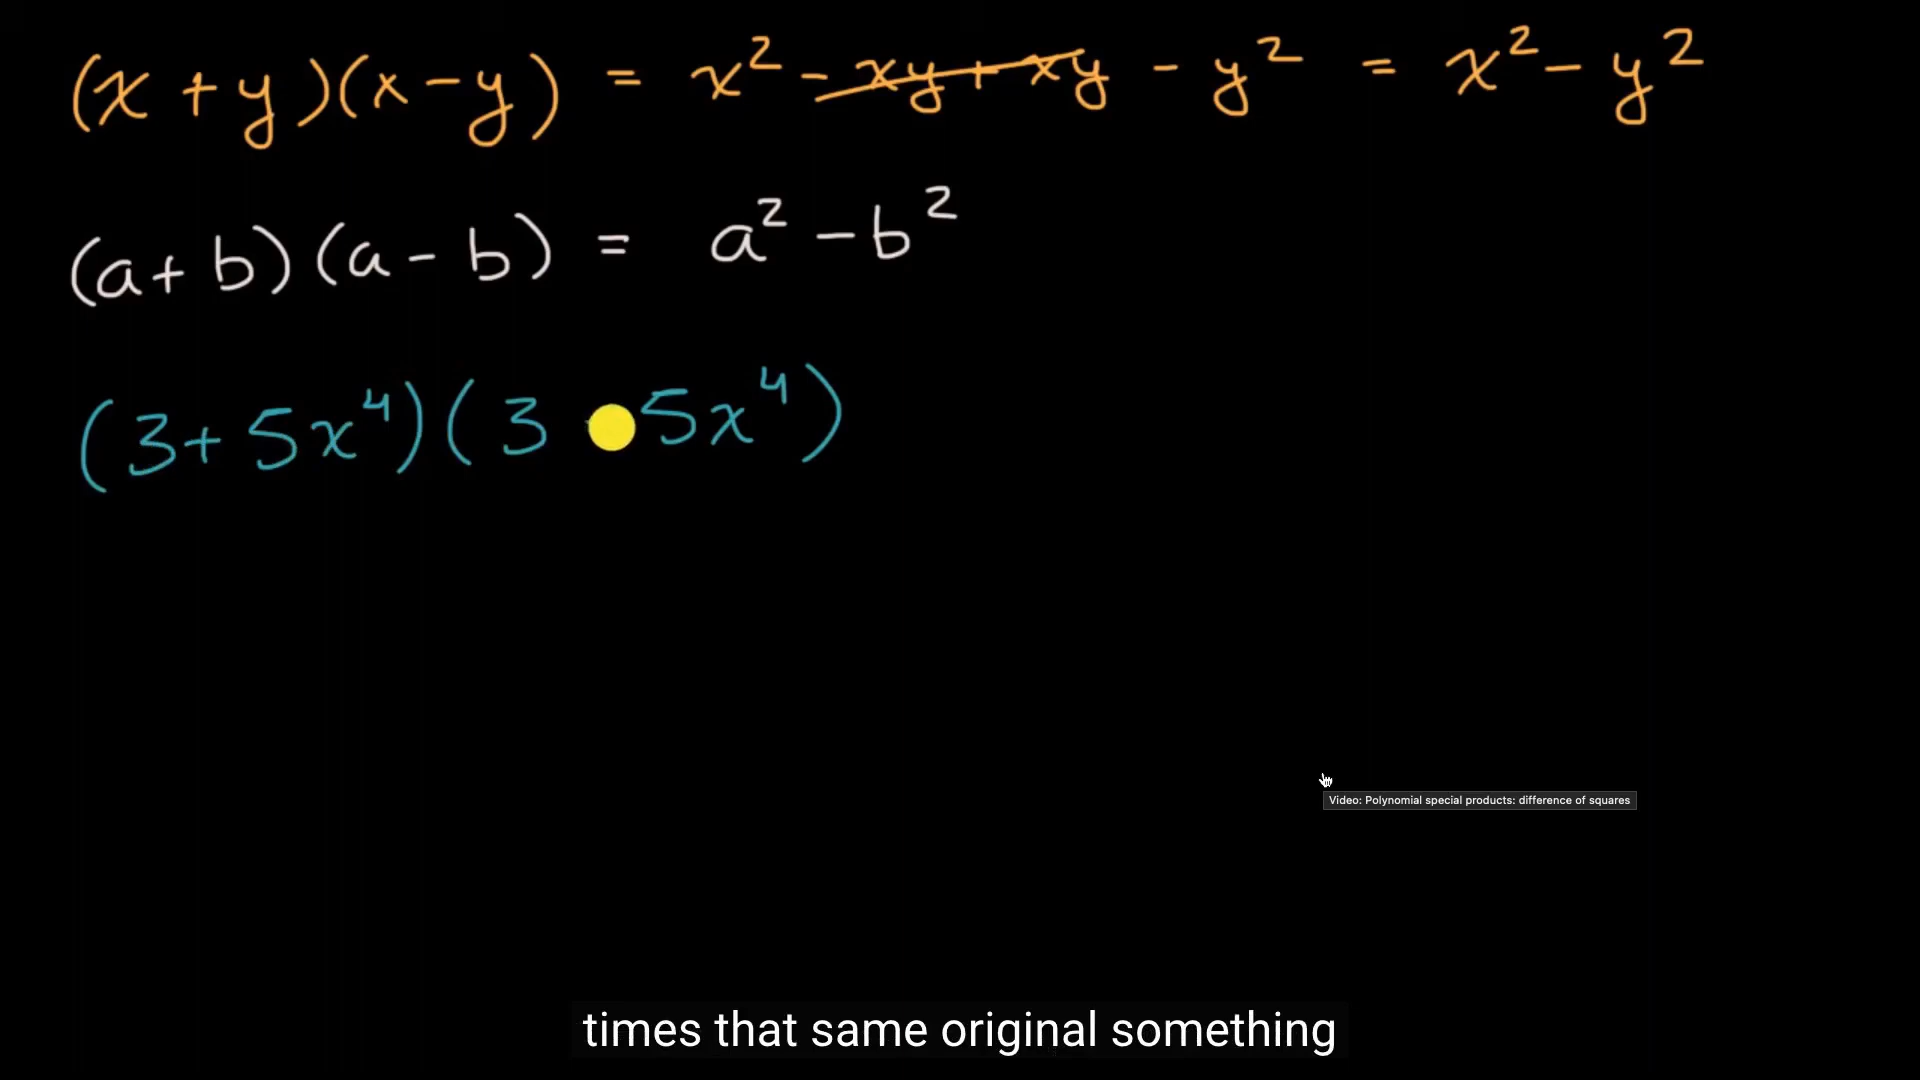 (x + y)(x - y) = x² - xy + xy - y² = x² - y²
(a + b)(a - b) = a² - b²
(3 + 5x⁴)(3 5x⁴)
Video: Polynomial special products: difference of squares
times that same original something